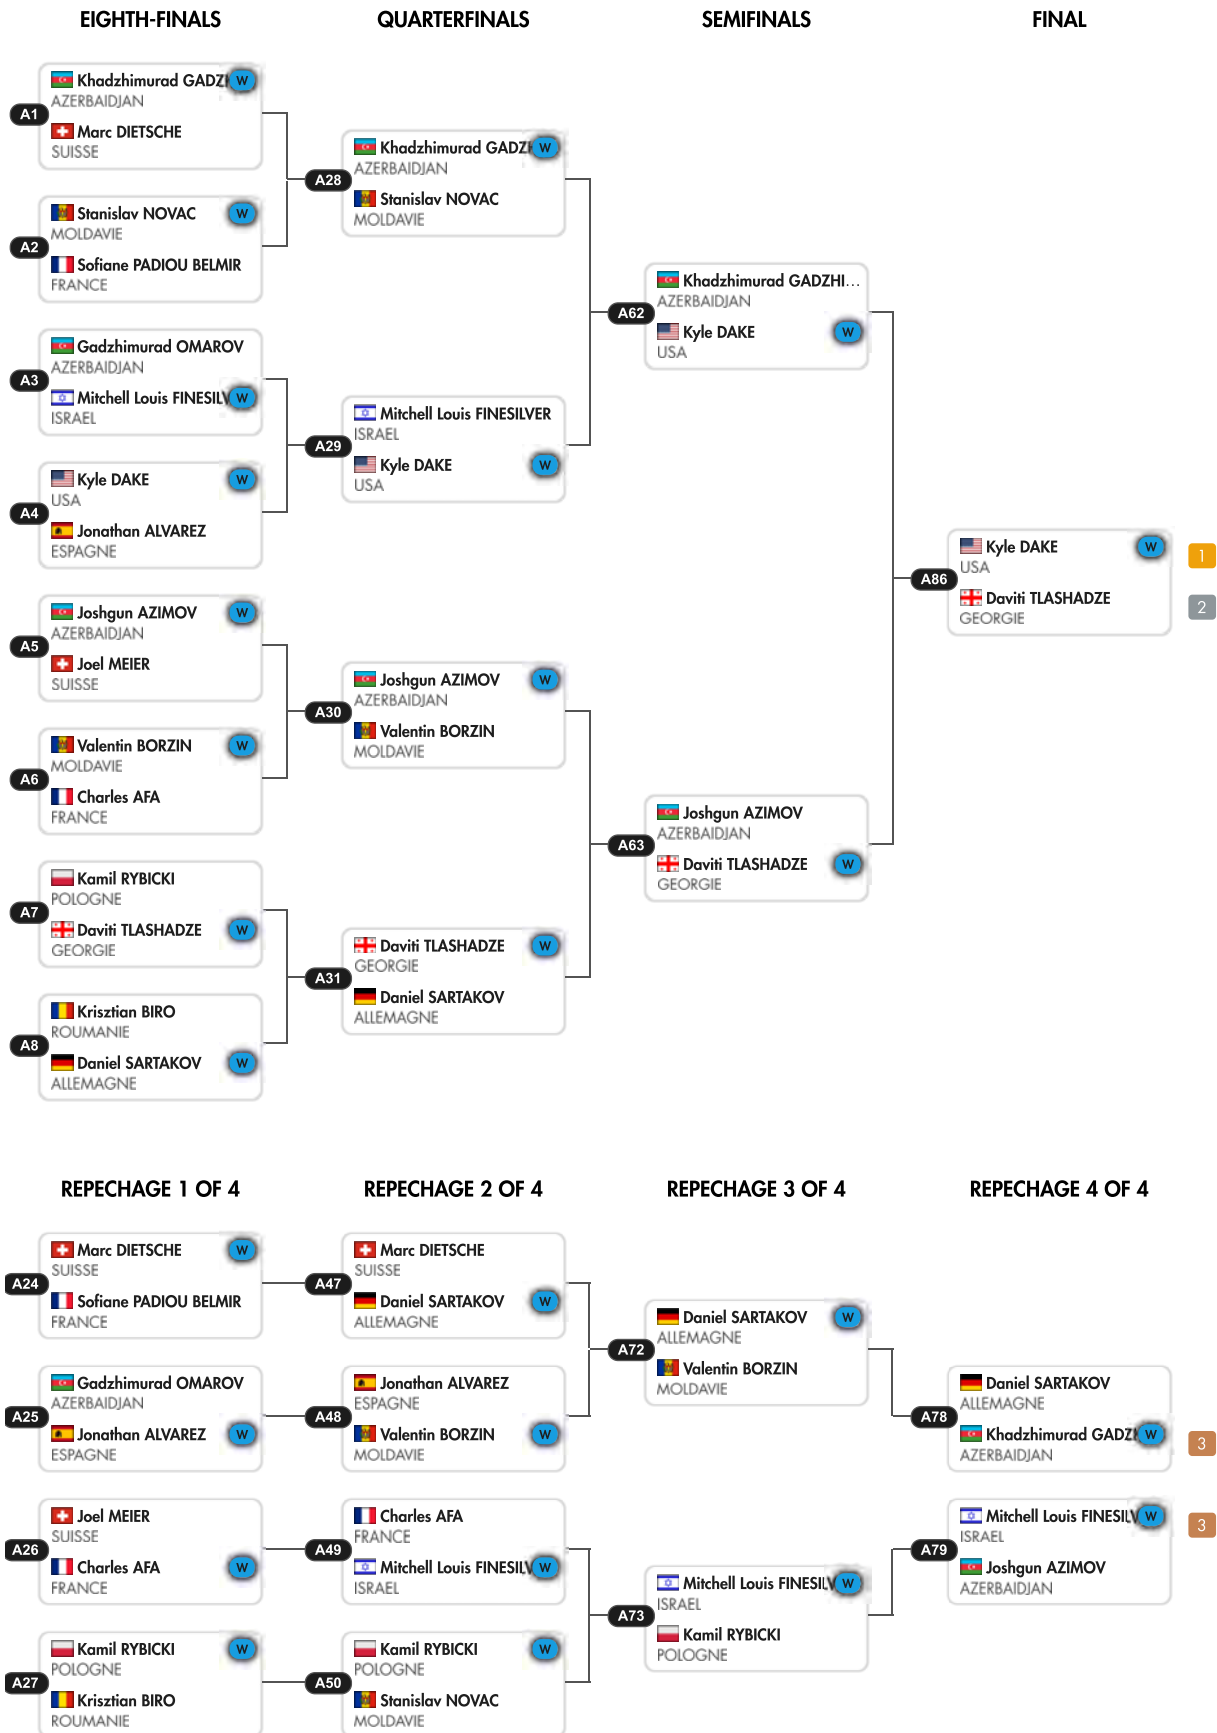 EIGHTH-FINALS
QUARTERFINALS
SEMIFINALS
FINAL
A1
Khadzhimurad GADZH
W
AZERBAIDJAN
Marc DIETSCHE
SUISSE
A2
Stanislav NOVAC
W
MOLDAVIE
Sofiane PADIOU BELMIR
FRANCE
A3
Gadzhimurad OMAROV
AZERBAIDJAN
Mitchell Louis FINESILV
W
ISRAEL
A4
Kyle DAKE
W
USA
Jonathan ALVAREZ
ESPAGNE
A5
Joshgun AZIMOV
W
AZERBAIDJAN
Joel MEIER
SUISSE
A6
Valentin BORZIN
W
MOLDAVIE
Charles AFA
FRANCE
A7
Kamil RYBICKI
POLOGNE
Daviti TLASHADZE
W
GEORGIE
A8
Krisztian BIRO
ROUMANIE
Daniel SARTAKOV
W
ALLEMAGNE
A28
Khadzhimurad GADZH
W
AZERBAIDJAN
Stanislav NOVAC
MOLDAVIE
A29
Mitchell Louis FINESILVER
ISRAEL
Kyle DAKE
W
USA
A30
Joshgun AZIMOV
W
AZERBAIDJAN
Valentin BORZIN
MOLDAVIE
A31
Daviti TLASHADZE
W
GEORGIE
Daniel SARTAKOV
ALLEMAGNE
A62
Khadzhimurad GADZHI...
AZERBAIDJAN
Kyle DAKE
W
USA
A63
Joshgun AZIMOV
AZERBAIDJAN
Daviti TLASHADZE
W
GEORGIE
A86
Kyle DAKE
W
1
USA
Daviti TLASHADZE
2
GEORGIE
REPECHAGE 1 OF 4
REPECHAGE 2 OF 4
REPECHAGE 3 OF 4
REPECHAGE 4 OF 4
A24
Marc DIETSCHE
W
SUISSE
Sofiane PADIOU BELMIR
FRANCE
A25
Gadzhimurad OMAROV
AZERBAIDJAN
Jonathan ALVAREZ
W
ESPAGNE
A26
Joel MEIER
SUISSE
Charles AFA
W
FRANCE
A27
Kamil RYBICKI
W
POLOGNE
Krisztian BIRO
ROUMANIE
A47
Marc DIETSCHE
SUISSE
Daniel SARTAKOV
W
ALLEMAGNE
A48
Jonathan ALVAREZ
ESPAGNE
Valentin BORZIN
W
MOLDAVIE
A49
Charles AFA
FRANCE
Mitchell Louis FINESILV
W
ISRAEL
A50
Kamil RYBICKI
W
POLOGNE
Stanislav NOVAC
MOLDAVIE
A72
Daniel SARTAKOV
W
ALLEMAGNE
Valentin BORZIN
MOLDAVIE
A73
Mitchell Louis FINESILV
W
ISRAEL
Kamil RYBICKI
POLOGNE
A78
Daniel SARTAKOV
ALLEMAGNE
Khadzhimurad GADZH
W
3
AZERBAIDJAN
A79
Mitchell Louis FINESILV
W
3
ISRAEL
Joshgun AZIMOV
AZERBAIDJAN